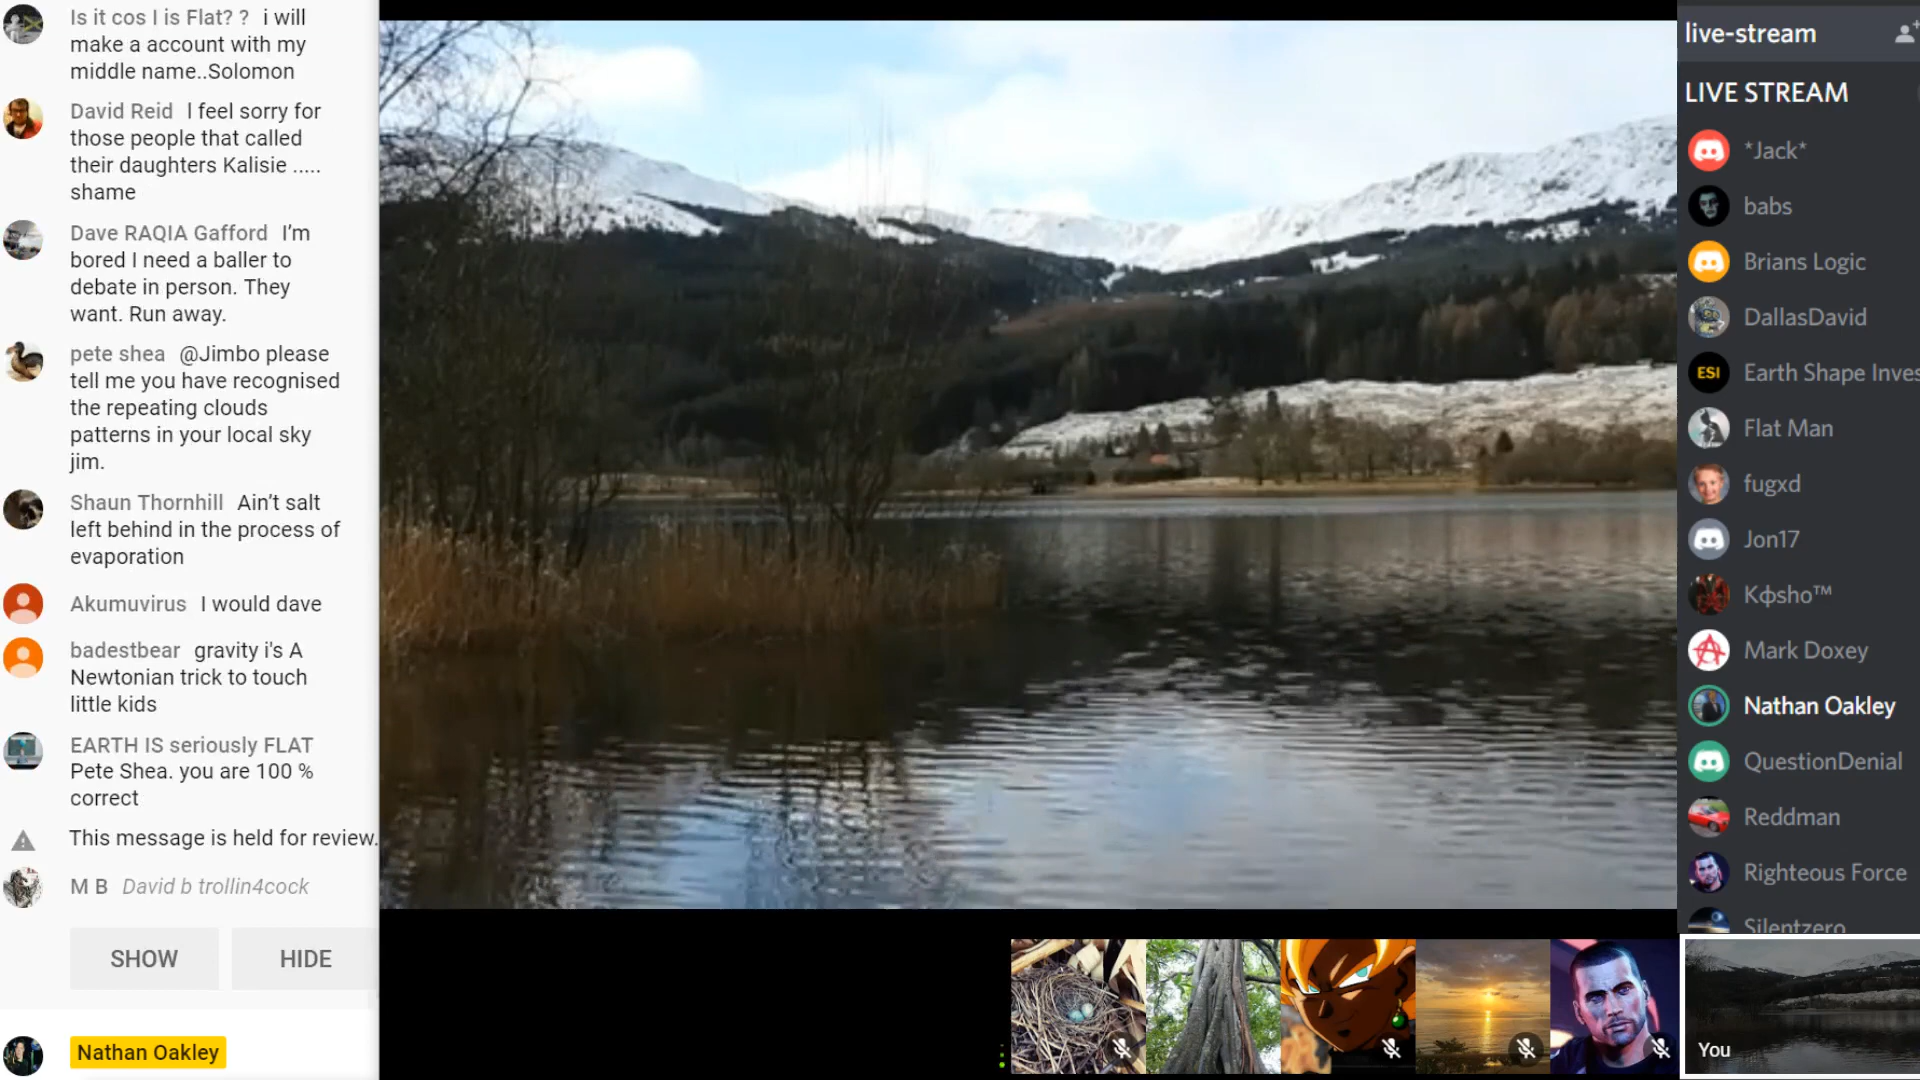 Is it cos I is Flat? ? i will
make a account with my
middle name..Solomon
David Reid I feel sorry for
those people that called
their daughters Kalisie .....
shame
Dave RAQIA Gafford I’m
bored I need a baller to
debate in person. They
want. Run away.
pete shea @Jimbo please
tell me you have recognised
the repeating clouds
patterns in your local sky
jim.
Shaun Thornhill Ain’t salt
left behind in the process of
evaporation
Akumuvirus I would dave
badestbear gravity i's A
Newtonian trick to touch
little kids
EARTH IS seriously FLAT
Pete Shea. you are 100 %
correct
This message is held for review.
M B David b trollin4cock
SHOW HIDE
Nathan Oakley
live-stream
LIVE STREAM
*Jack*
babs
Brians Logic
DallasDavid
ESI Earth Shape Inves
Flat Man
fugxd
Jon17
Kфsho™
Mark Doxey
Nathan Oakley
QuestionDenial
Reddman
Righteous Force
Silentzero
You